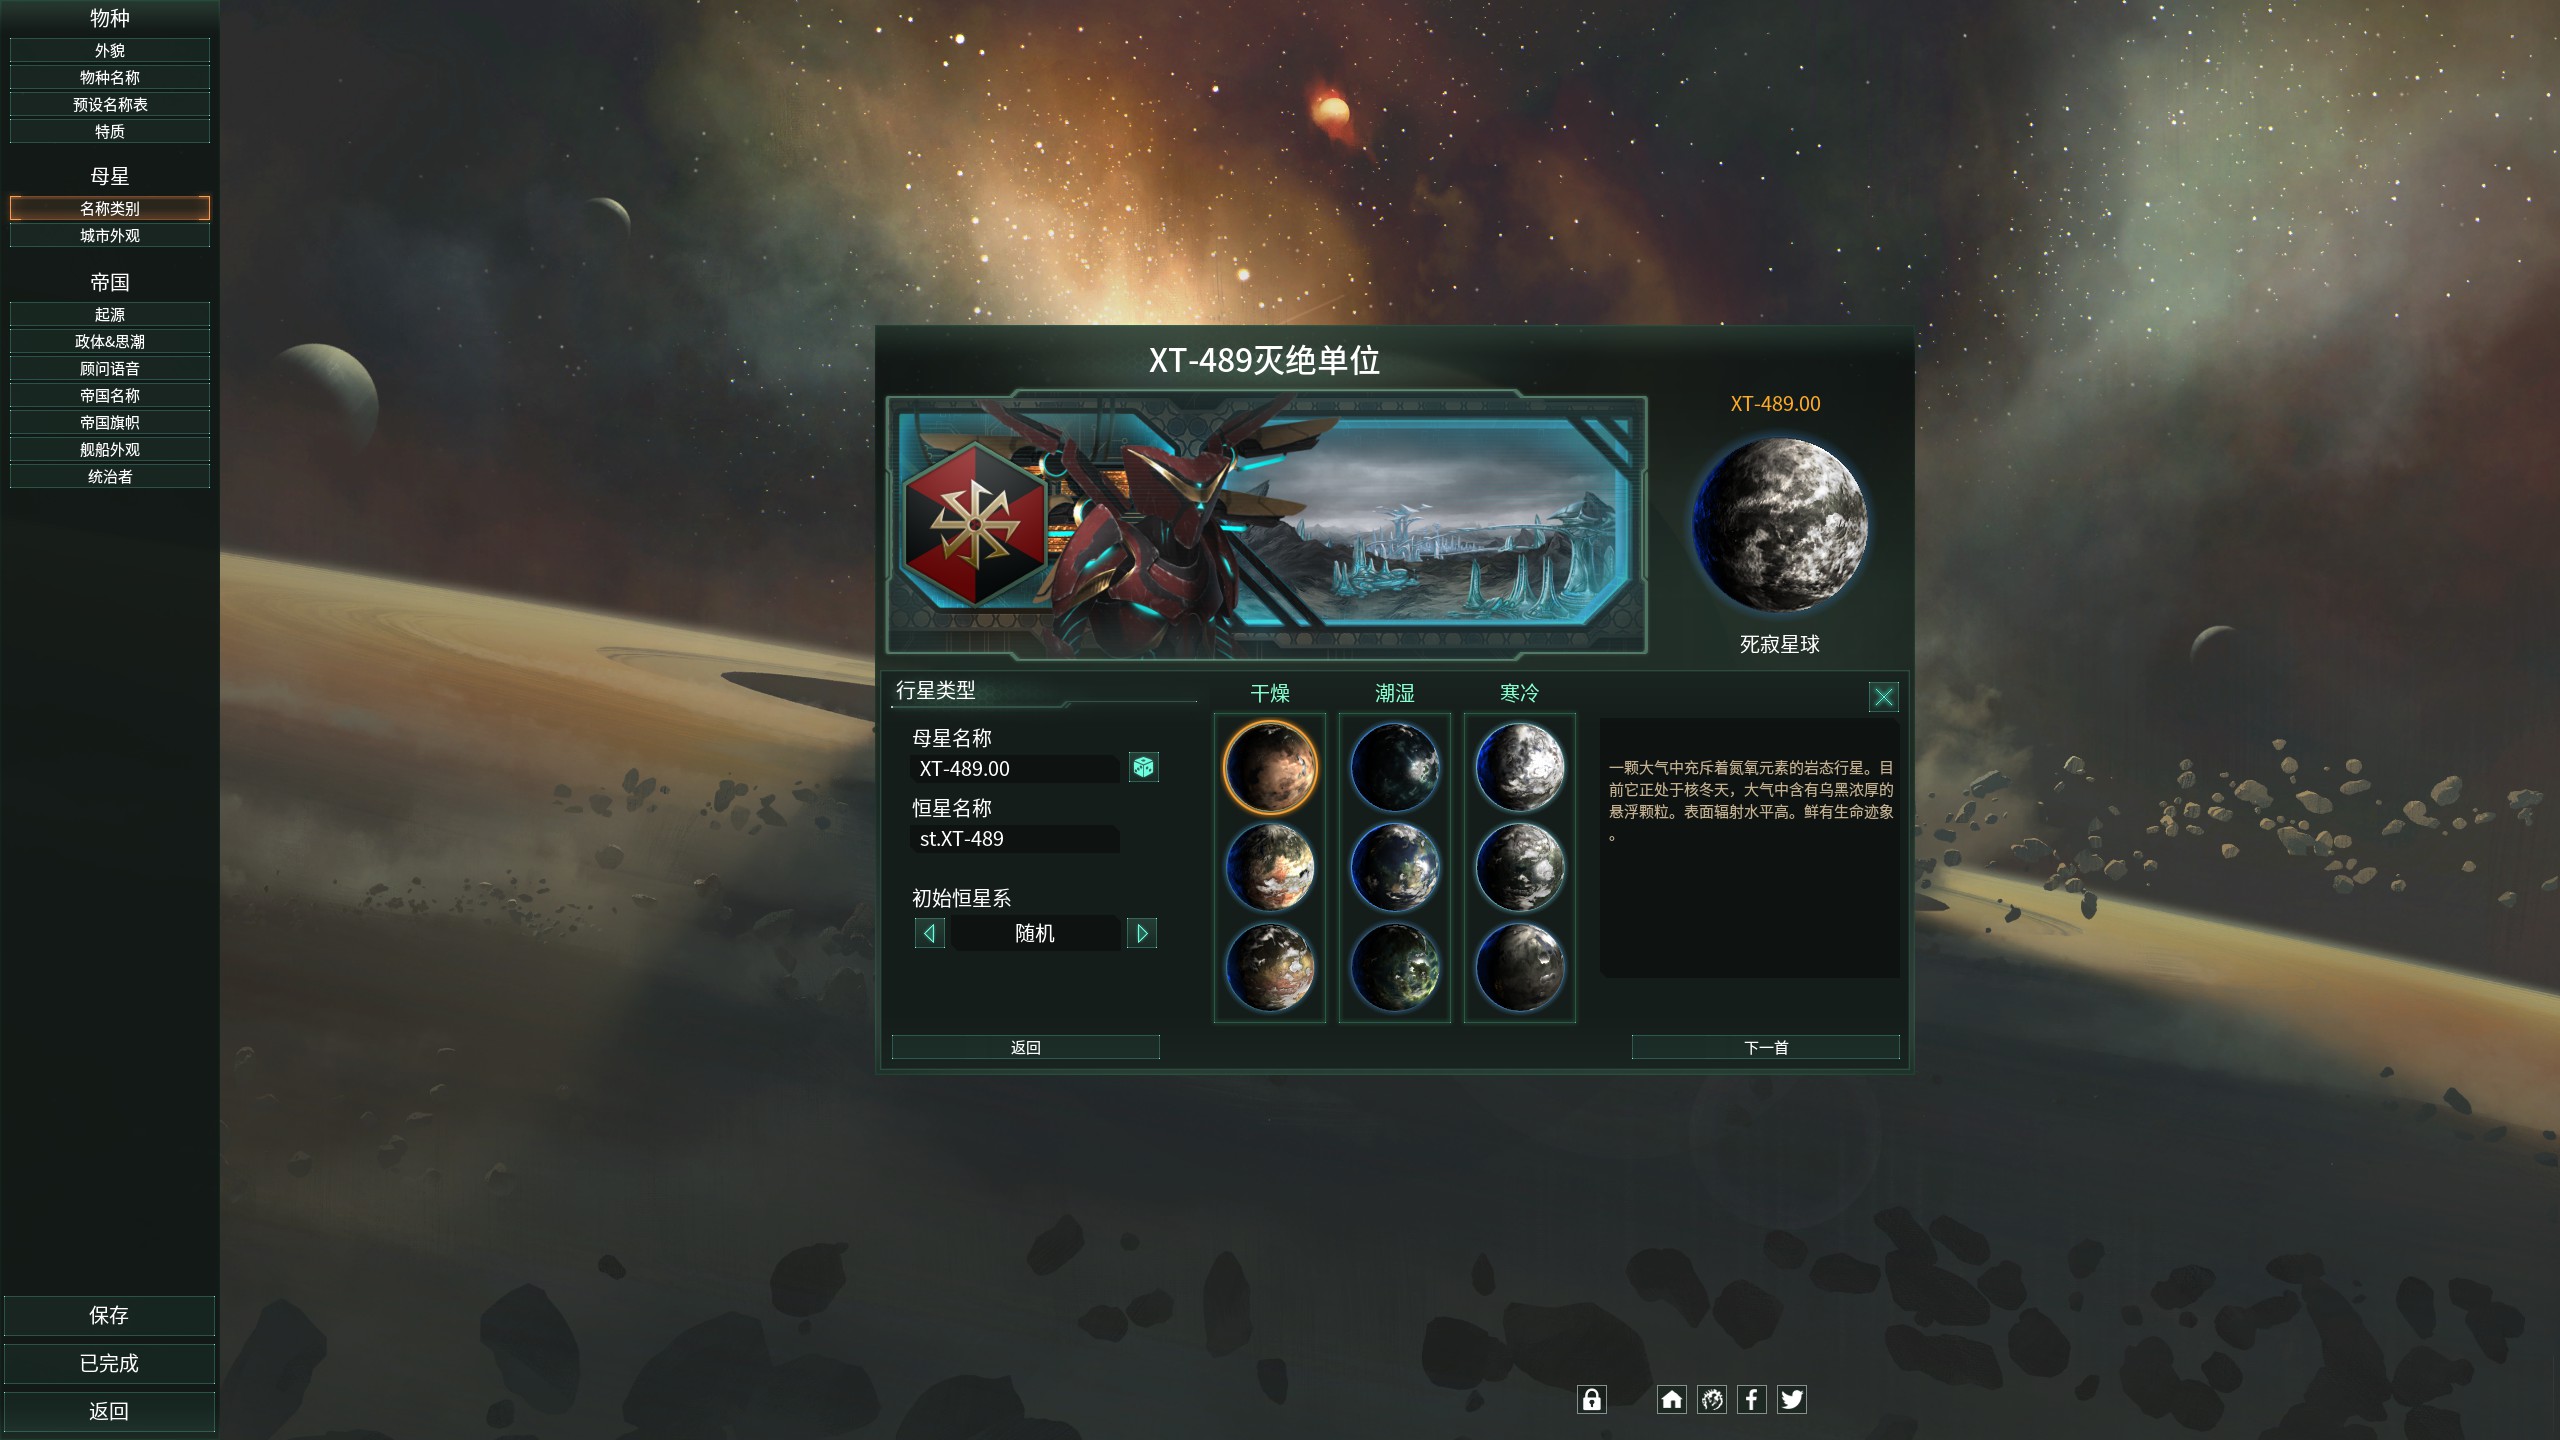 物种
外貌
物种名称
预设名称表
特质
母星
名称类别
城市外观
帝国
起源
政体&思潮
顾问语音
帝国名称
帝国旗帜
舰船外观
统治者
保存
已完成
返回
XT-489灭绝单位
XT-489.00
死寂星球
行星类型
母星名称
XT-489.00
恒星名称
st.XT-489
初始恒星系
随机
干燥
潮湿
寒冷
一颗大气中充斥着氮氧元素的岩态行星。目
前它正处于核冬天，大气中含有乌黑浓厚的
悬浮颗粒。表面辐射水平高。鲜有生命迹象
。
返回
下一首